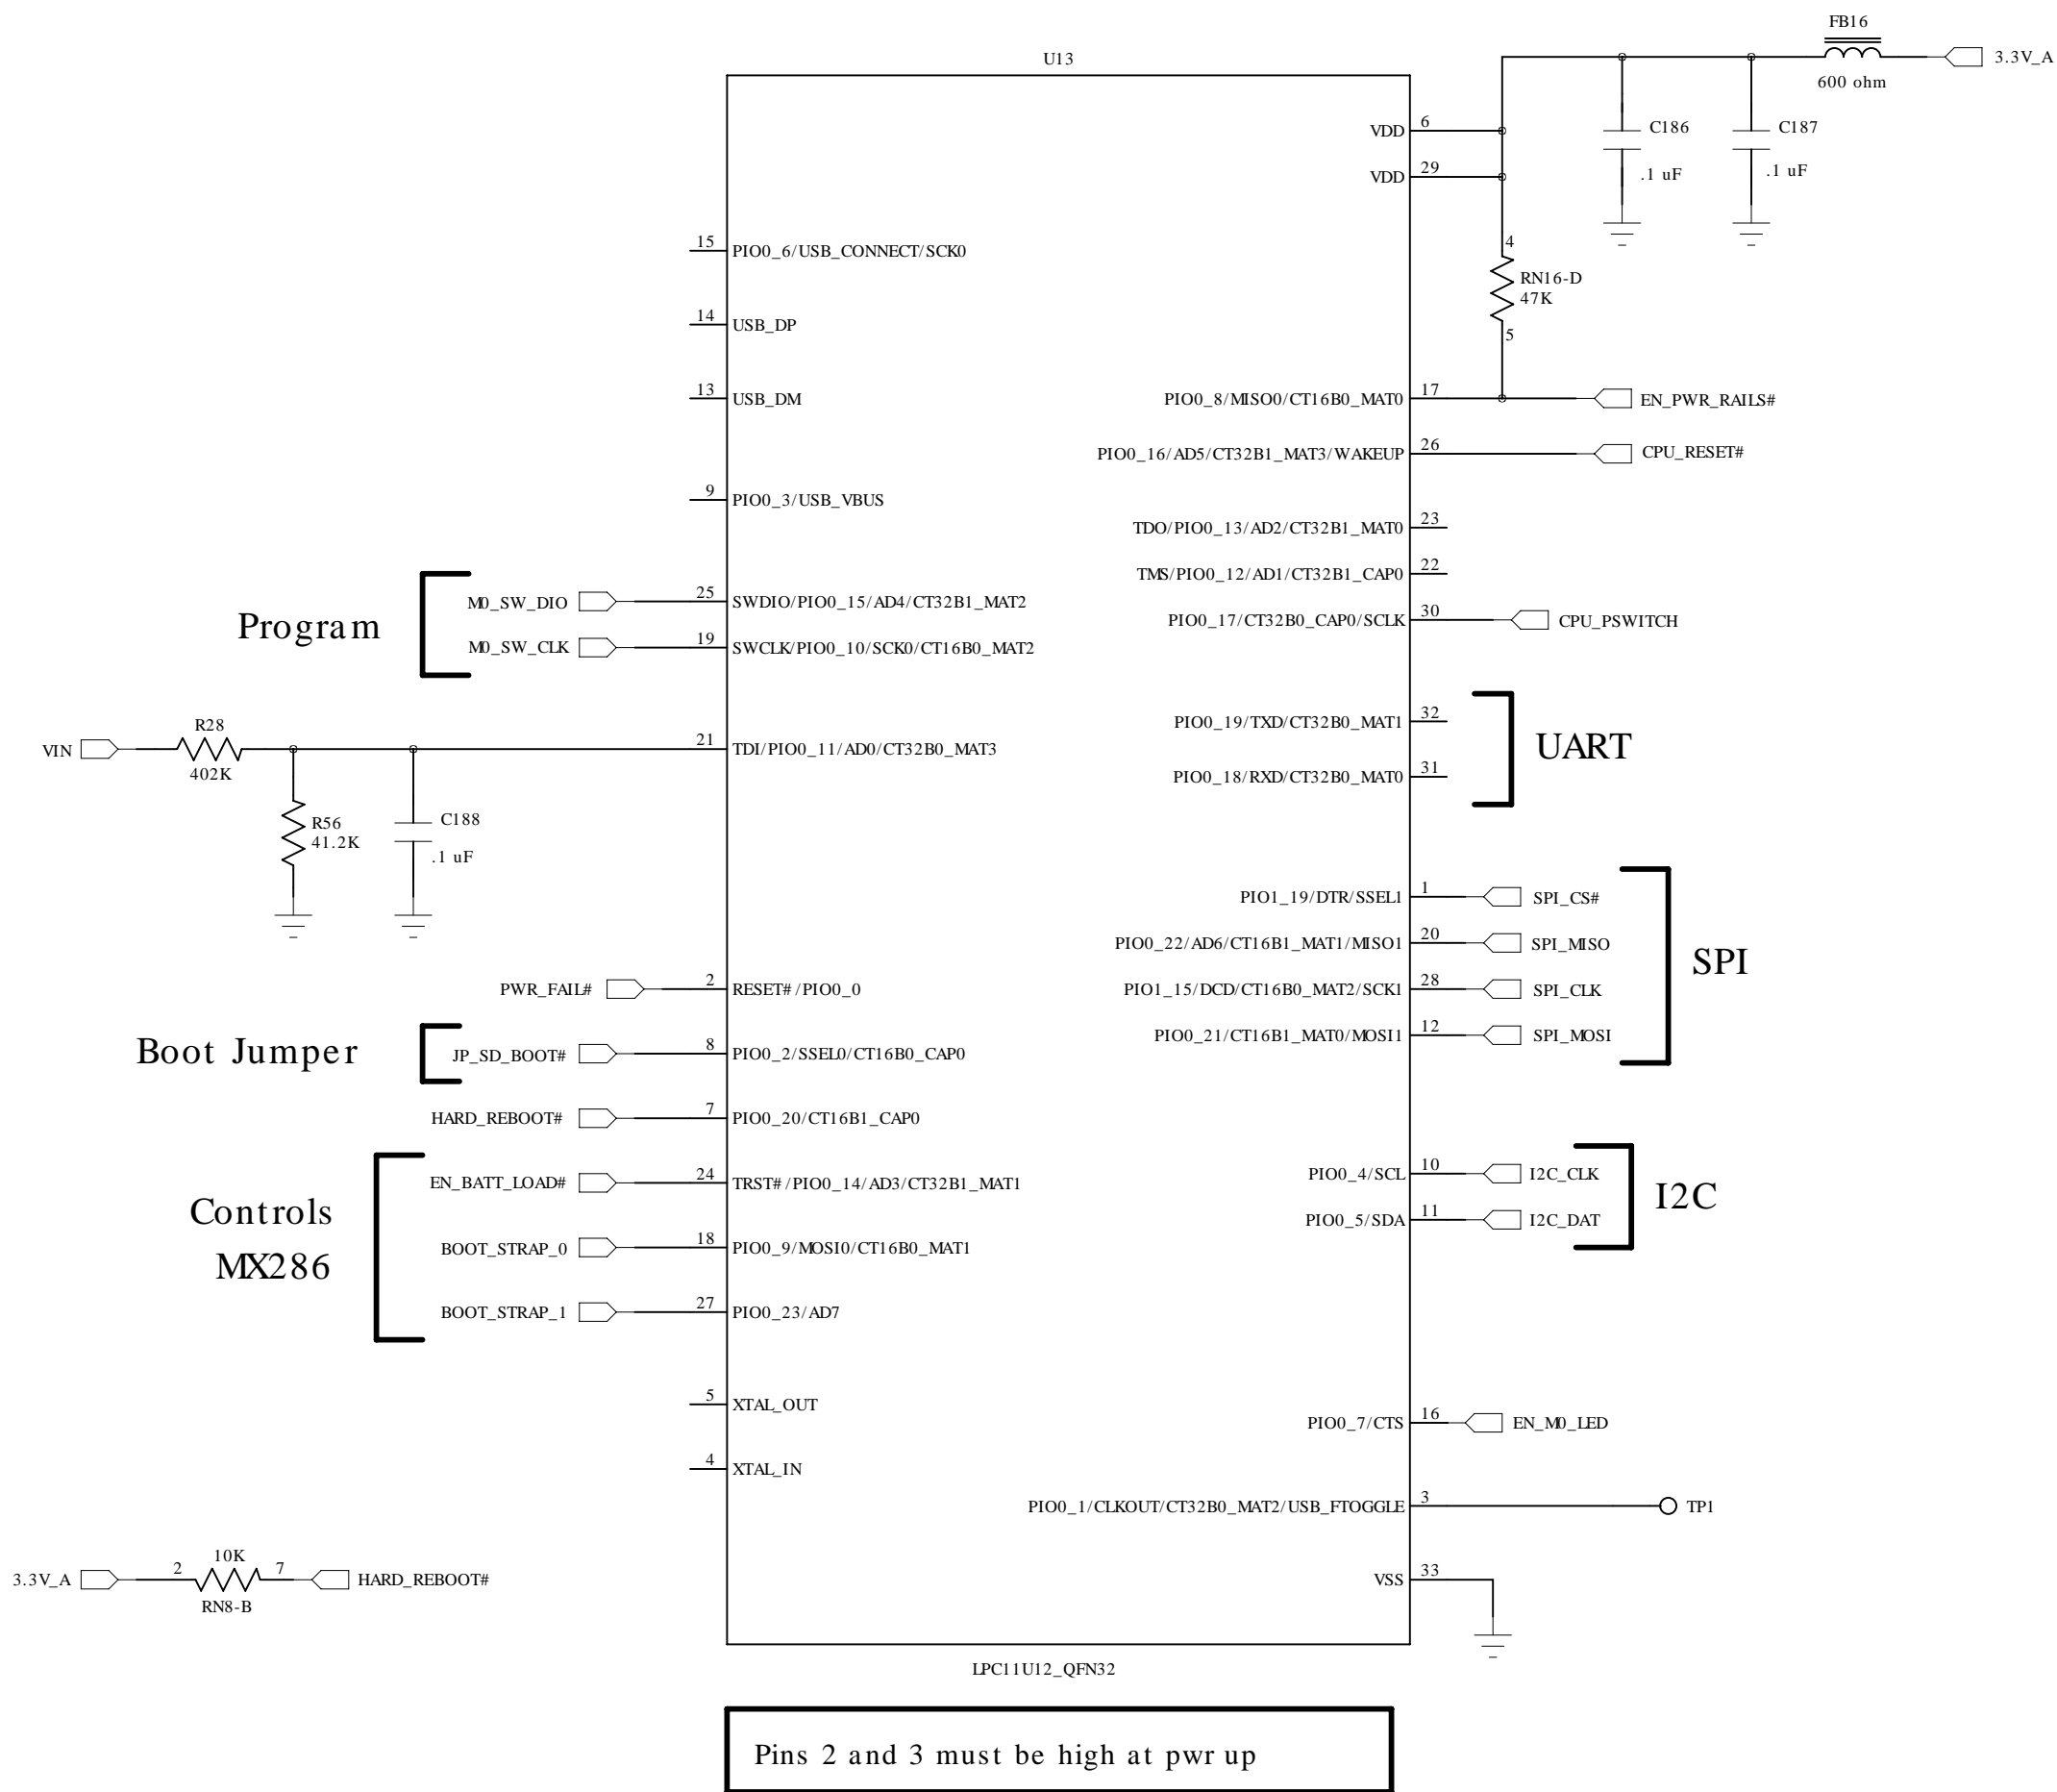 FB16
3.3V_A
600 ohm
U13
VDD 6
C186
.1 uF
C187
.1 uF
VDD 29
15 PIO0_6/USB_CONNECT/SCK0
4
RN16-D
47K
5
14 USB_DP
13 USB_DM
PIO0_8/MISO0/CT16B0_MAT0 17 EN_PWR_RAILS#
PIO0_16/AD5/CT32B1_MAT3/WAKEUP 26 CPU_RESET#
9 PIO0_3/USB_VBUS
TDO/PIO0_13/AD2/CT32B1_MAT0 23
TMS/PIO0_12/AD1/CT32B1_CAP0 22
Program
M0_SW_DIO 25 SWDIO/PIO0_15/AD4/CT32B1_MAT2
PIO0_17/CT32B0_CAP0/SCLK 30 CPU_PSWITCH
M0_SW_CLK 19 SWCLK/PIO0_10/SCK0/CT16B0_MAT2
PIO0_19/TXD/CT32B0_MAT1 32
UART
PIO0_18/RXD/CT32B0_MAT0 31
R28
VIN
402K
21 TDI/PIO0_11/AD0/CT32B0_MAT3
R56
41.2K
C188
.1 uF
PIO1_19/DTR/SSEL1 1 SPI_CS#
PIO0_22/AD6/CT16B1_MAT1/MISO1 20 SPI_MISO
SPI
PIO1_15/DCD/CT16B0_MAT2/SCK1 28 SPI_CLK
PIO0_21/CT16B1_MAT0/MOSI1 12 SPI_MOSI
PWR_FAIL# 2 RESET#/PIO0_0
Boot Jumper
JP_SD_BOOT# 8 PIO0_2/SSEL0/CT16B0_CAP0
HARD_REBOOT# 7 PIO0_20/CT16B1_CAP0
Controls
MX286
EN_BATT_LOAD# 24 TRST#/PIO0_14/AD3/CT32B1_MAT1
BOOT_STRAP_0 18 PIO0_9/MOSI0/CT16B0_MAT1
BOOT_STRAP_1 27 PIO0_23/AD7
PIO0_4/SCL 10 I2C_CLK
I2C
PIO0_5/SDA 11 I2C_DAT
5 XTAL_OUT
4 XTAL_IN
PIO0_7/CTS 16 EN_M0_LED
PIO0_1/CLKOUT/CT32B0_MAT2/USB_FTOGGLE 3 TP1
10K
3.3V_A 2 7 HARD_REBOOT#
RN8-B
VSS 33
LPC11U12_QFN32
Pins 2 and 3 must be high at pwr up